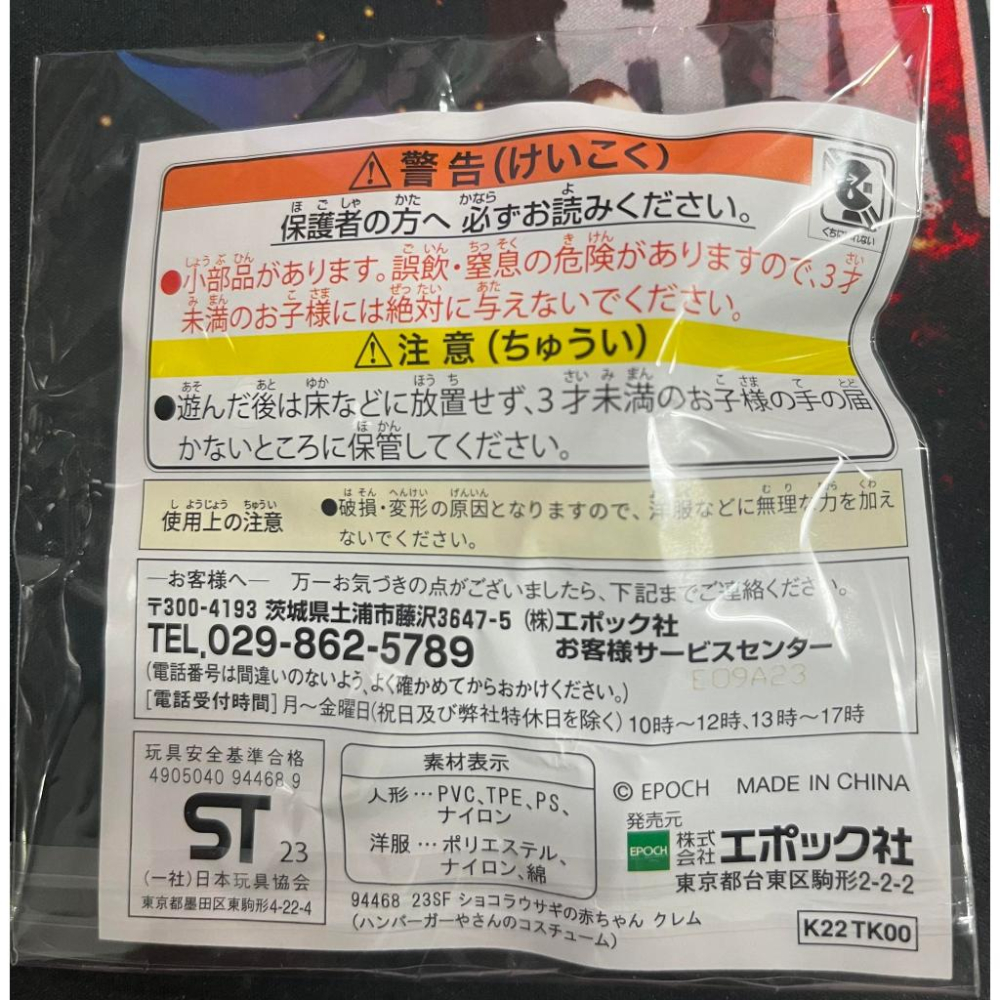 ⚠警告(けいこく)
保護者の方へ 必ずお読みください。
くちにいれない
●小部品があります。誤飲・窒息の危険がありますので、3才
未満のお子様には絶対に与えないでください。
⚠注意(ちゅうい)
●遊んだ後は床などに放置せず、3才未満のお子様の手の届
かないところに保管してください。
使用上の注意
●破損・変形の原因となりますので、洋服などに無理な力を加え
ないでください。
―お客様へ― 万一お気づきの点がございましたら、下記までご連絡ください。
〒300-4193 茨城県土浦市藤沢3647-5 (株)エポック社
TEL.029-862-5789 お客様サービスセンター
E09A23
(電話番号は間違いのないよう、よく確かめてからおかけください。)
[電話受付時間]月～金曜日(祝日及び弊社特休日を除く)10時～12時、13時～17時
玩具安全基準合格
4905040 94468 9
ST 23
(一社)日本玩具協会
東京都墨田区東駒形4-22-4
素材表示
人形…PVC、TPE、PS、
ナイロン
洋服…ポリエステル、
ナイロン、綿
94468 23SF ショコラウサギの赤ちゃん クレム
(ハンバーガーやさんのコスチューム)
© EPOCH MADE IN CHINA
発売元
EPOCH 株式会社 エポック社
東京都台東区駒形2-2-2
K22TK00